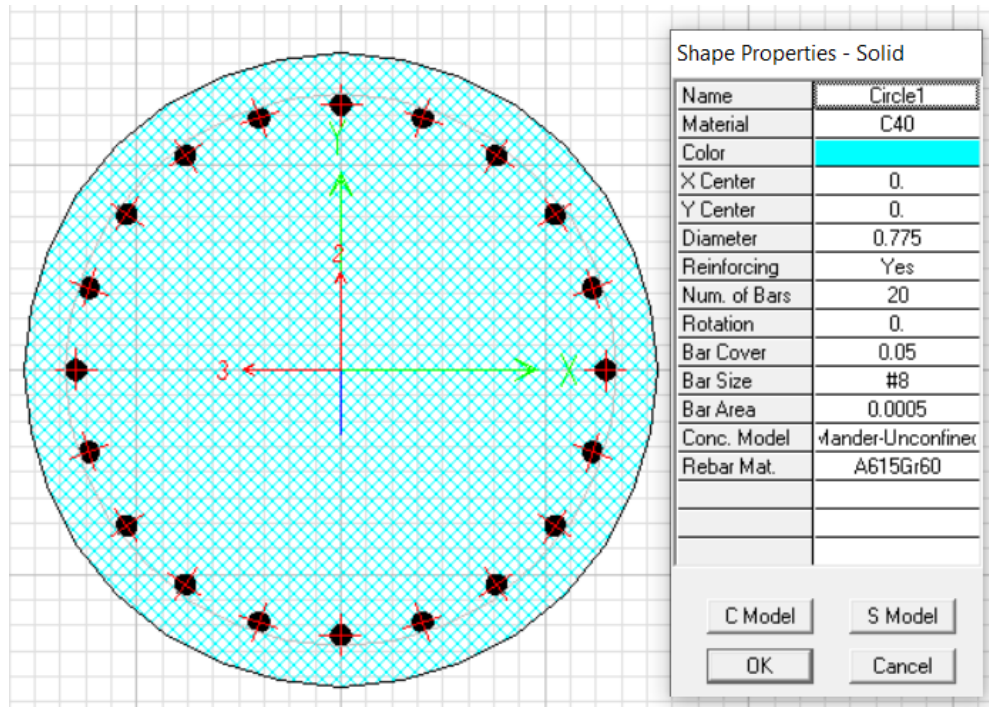 Y
2
3
X
Shape Properties - Solid
Name Circle1
Material C40
Color
X Center 0.
Y Center 0.
Diameter 0.775
Reinforcing Yes
Num. of Bars 20
Rotation 0.
Bar Cover 0.05
Bar Size #8
Bar Area 0.0005
Conc. Model Mander-Unconfined
Rebar Mat. A615Gr60
C Model S Model
OK Cancel